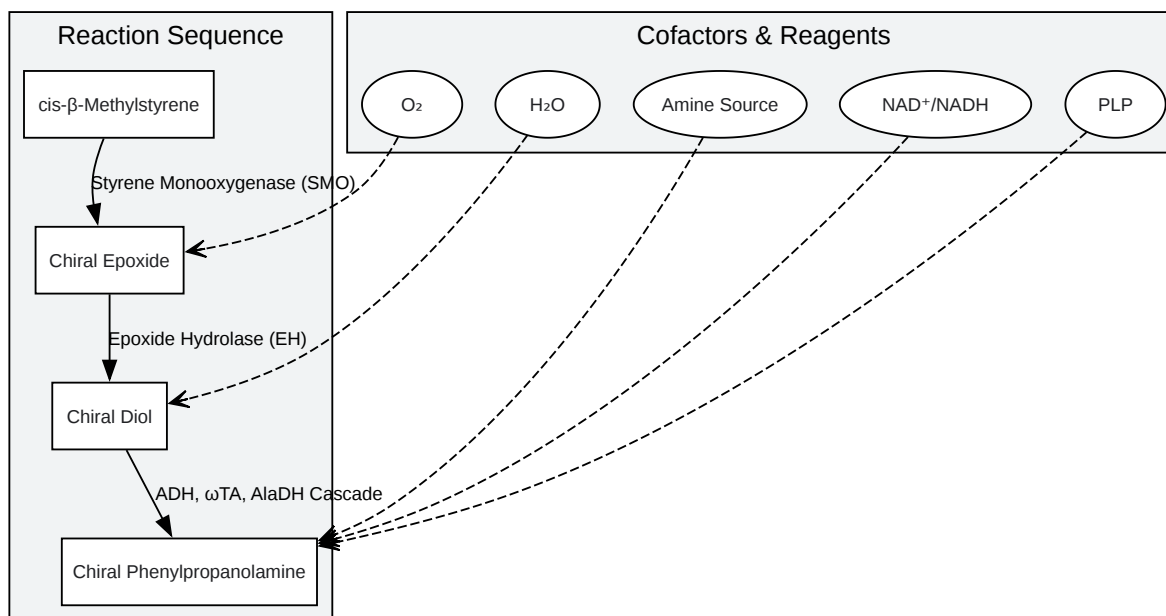 Reaction Sequence
Cofactors & Reagents
cis-β-Methylstyrene
O₂
H₂O
Amine Source
NAD⁺/NADH
PLP
Styrene Monooxygenase (SMO)
Chiral Epoxide
Epoxide Hydrolase (EH)
Chiral Diol
ADH, ωTA, AlaDH Cascade
Chiral Phenylpropanolamine